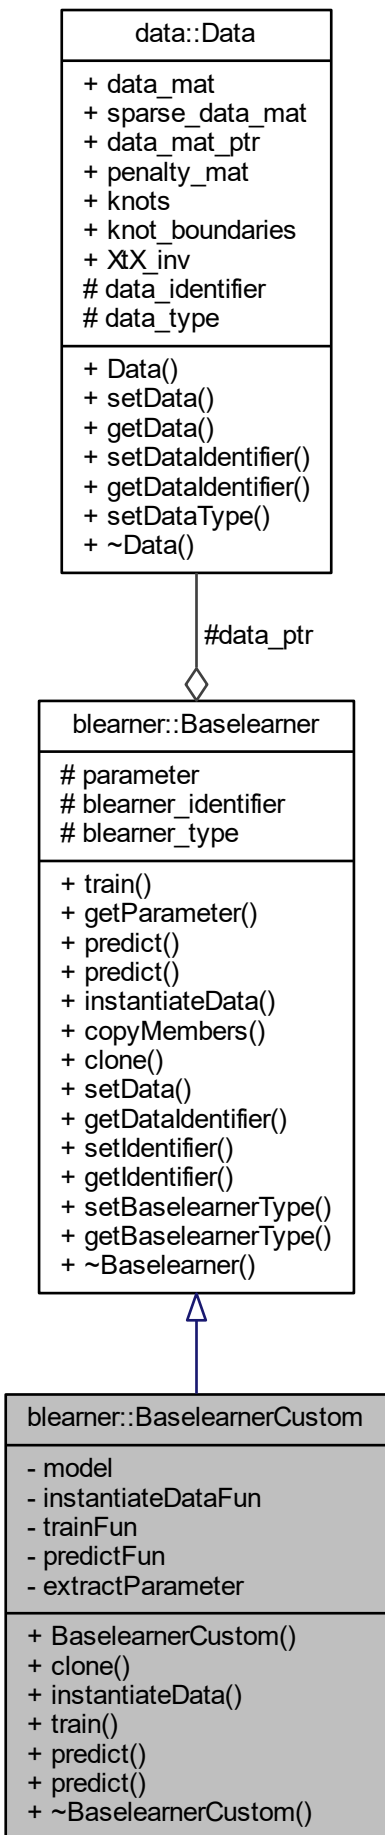 data::Data
+ data_mat
+ sparse_data_mat
+ data_mat_ptr
+ penalty_mat
+ knots
+ knot_boundaries
+ XtX_inv
# data_identifier
# data_type
+ Data()
+ setData()
+ getData()
+ setDataIdentifier()
+ getDataIdentifier()
+ setDataType()
+ ~Data()
#data_ptr
blearner::Baselearner
# parameter
# blearner_identifier
# blearner_type
+ train()
+ getParameter()
+ predict()
+ predict()
+ instantiateData()
+ copyMembers()
+ clone()
+ setData()
+ getDataIdentifier()
+ setIdentifier()
+ getIdentifier()
+ setBaselearnerType()
+ getBaselearnerType()
+ ~Baselearner()
blearner::BaselearnerCustom
- model
- instantiateDataFun
- trainFun
- predictFun
- extractParameter
+ BaselearnerCustom()
+ clone()
+ instantiateData()
+ train()
+ predict()
+ predict()
+ ~BaselearnerCustom()